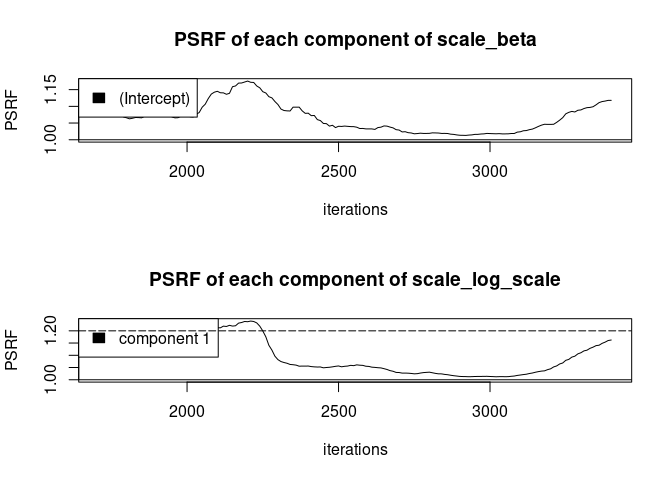 PSRF of each component of scale_beta
PSRF
1.00
1.15
(Intercept)
2000
2500
3000
iterations
PSRF of each component of scale_log_scale
PSRF
1.00
1.20
component 1
2000
2500
3000
iterations